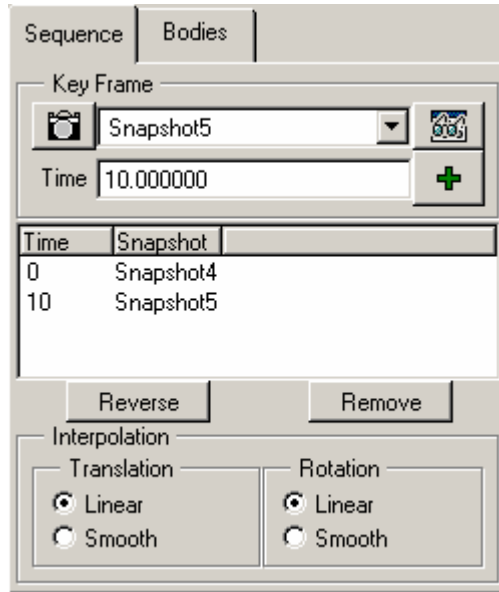 Sequence Bodies
Key Frame
Snapshot5
Time 10.000000
Time Snapshot
0 Snapshot4
10 Snapshot5
Reverse Remove
Interpolation
Translation Rotation
Linear Linear
Smooth Smooth